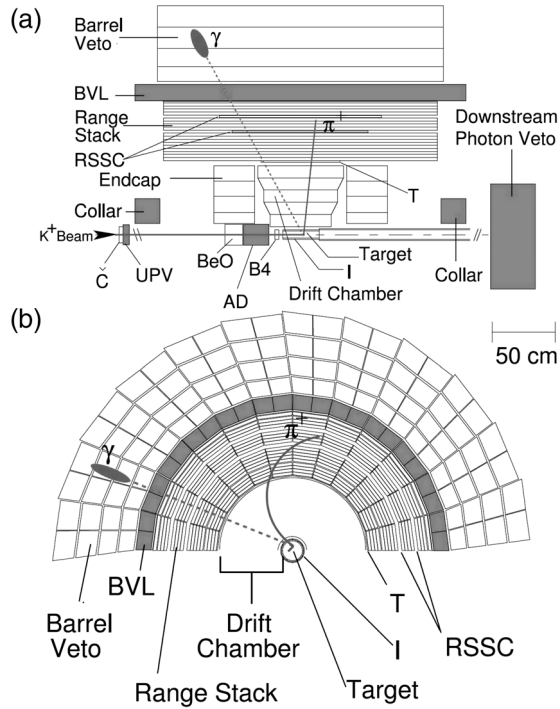 (a)
Barrel
Veto
γ
BVL
Range
Stack
π+
RSSC
Downstream
Photon Veto
Endcap
T
Collar
K+Beam
Č
UPV
BeO
AD
B4
Target
I
Drift Chamber
Collar
(b)
50 cm
π+
γ
BVL
Barrel
Veto
Drift
Chamber
T
I
RSSC
Range Stack
Target